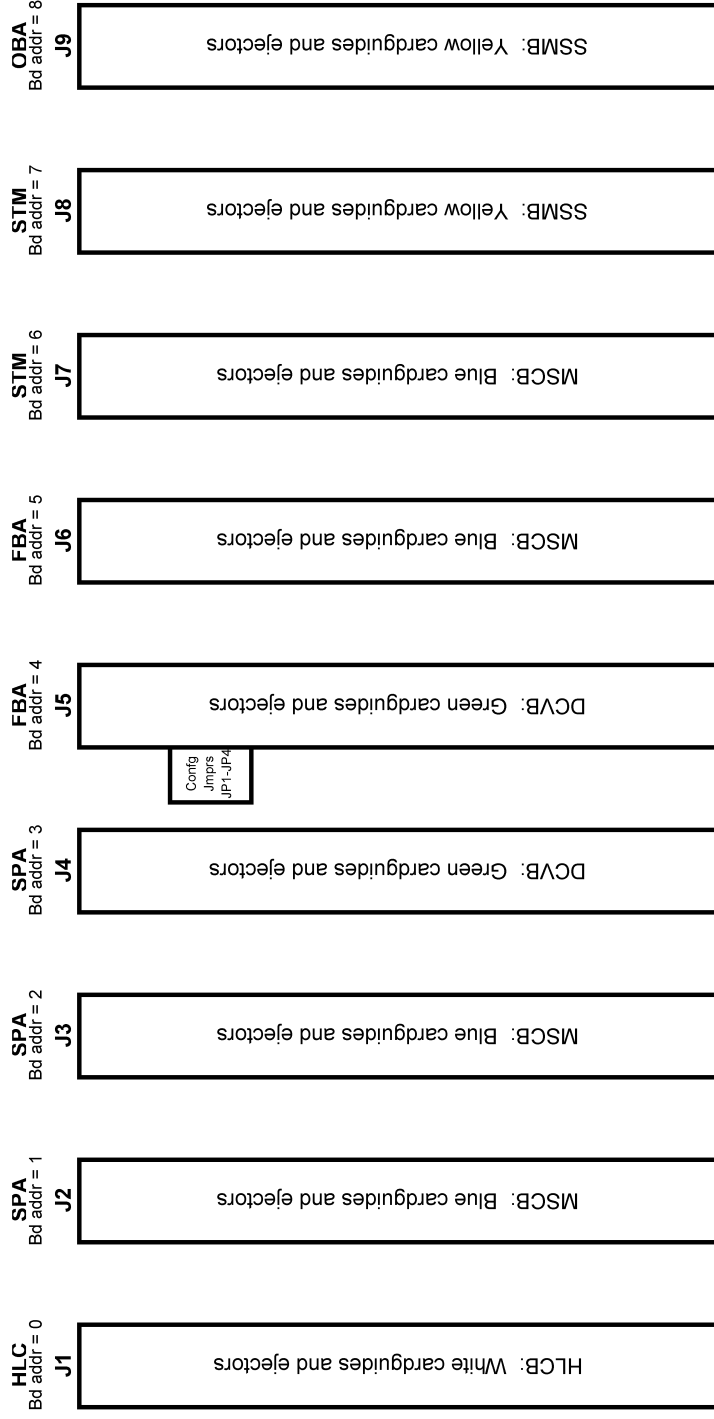 OBA
Bd addr = 8
J9
SSMB: Yellow cardguides and ejectors
STM
Bd addr = 7
J8
SSMB: Yellow cardguides and ejectors
STM
Bd addr = 6
J7
MSCB: Blue cardguides and ejectors
FBA
Bd addr = 5
J6
MSCB: Blue cardguides and ejectors
FBA
Bd addr = 4
J5
DCVB: Green cardguides and ejectors
Confg
Jmprs
JP1-JP4
SPA
Bd addr = 3
J4
DCVB: Green cardguides and ejectors
SPA
Bd addr = 2
J3
MSCB: Blue cardguides and ejectors
SPA
Bd addr = 1
J2
MSCB: Blue cardguides and ejectors
HLC
Bd addr = 0
J1
HLCB: White cardguides and ejectors